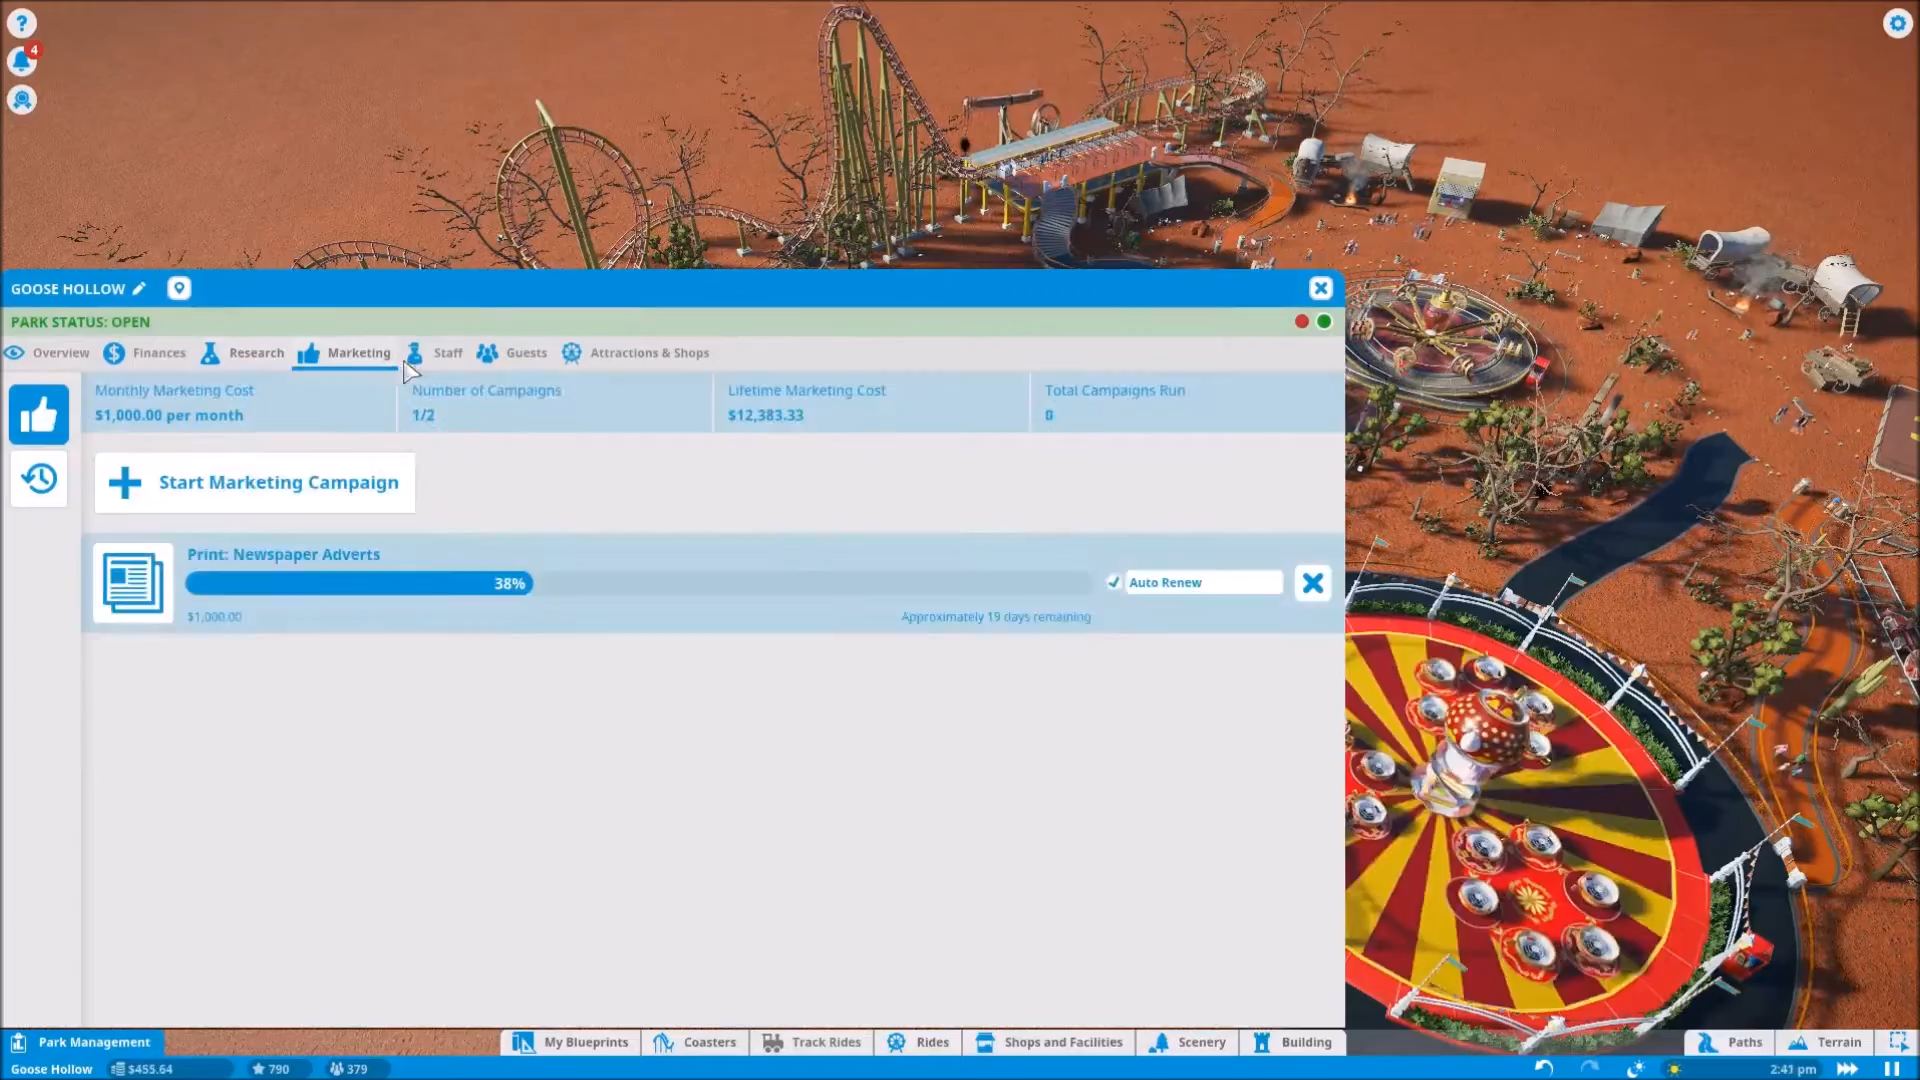 ?
4
GOOSE HOLLOW
PARK STATUS: OPEN
Overview Finances Research Marketing Staff Guests Attractions & Shops
Monthly Marketing Cost
$1,000.00 per month
Number of Campaigns
1/2
Lifetime Marketing Cost
$12,383.33
Total Campaigns Run
0
Start Marketing Campaign
Print: Newspaper Adverts
38%
Auto Renew
$1,000.00
Approximately 19 days remaining
Park Management
My Blueprints Coasters Track Rides Rides Shops and Facilities Scenery Building Paths Terrain
Goose Hollow $455.64 790 379 2:41 pm